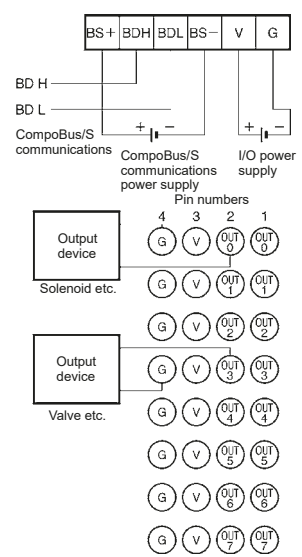 BS+ BDH BDL BS− V G
BD H
BD L
+ − + −
CompoBus/S
communications
CompoBus/S
communications
power supply
I/O power
supply
Pin numbers
4 3 2 1
Output
device
G V OUT 0 OUT 0
Solenoid etc.
G V OUT 1 OUT 1
G V OUT 2 OUT 2
Output
device
G V OUT 3 OUT 3
Valve etc.
G V OUT 4 OUT 4
G V OUT 5 OUT 5
G V OUT 6 OUT 6
G V OUT 7 OUT 7